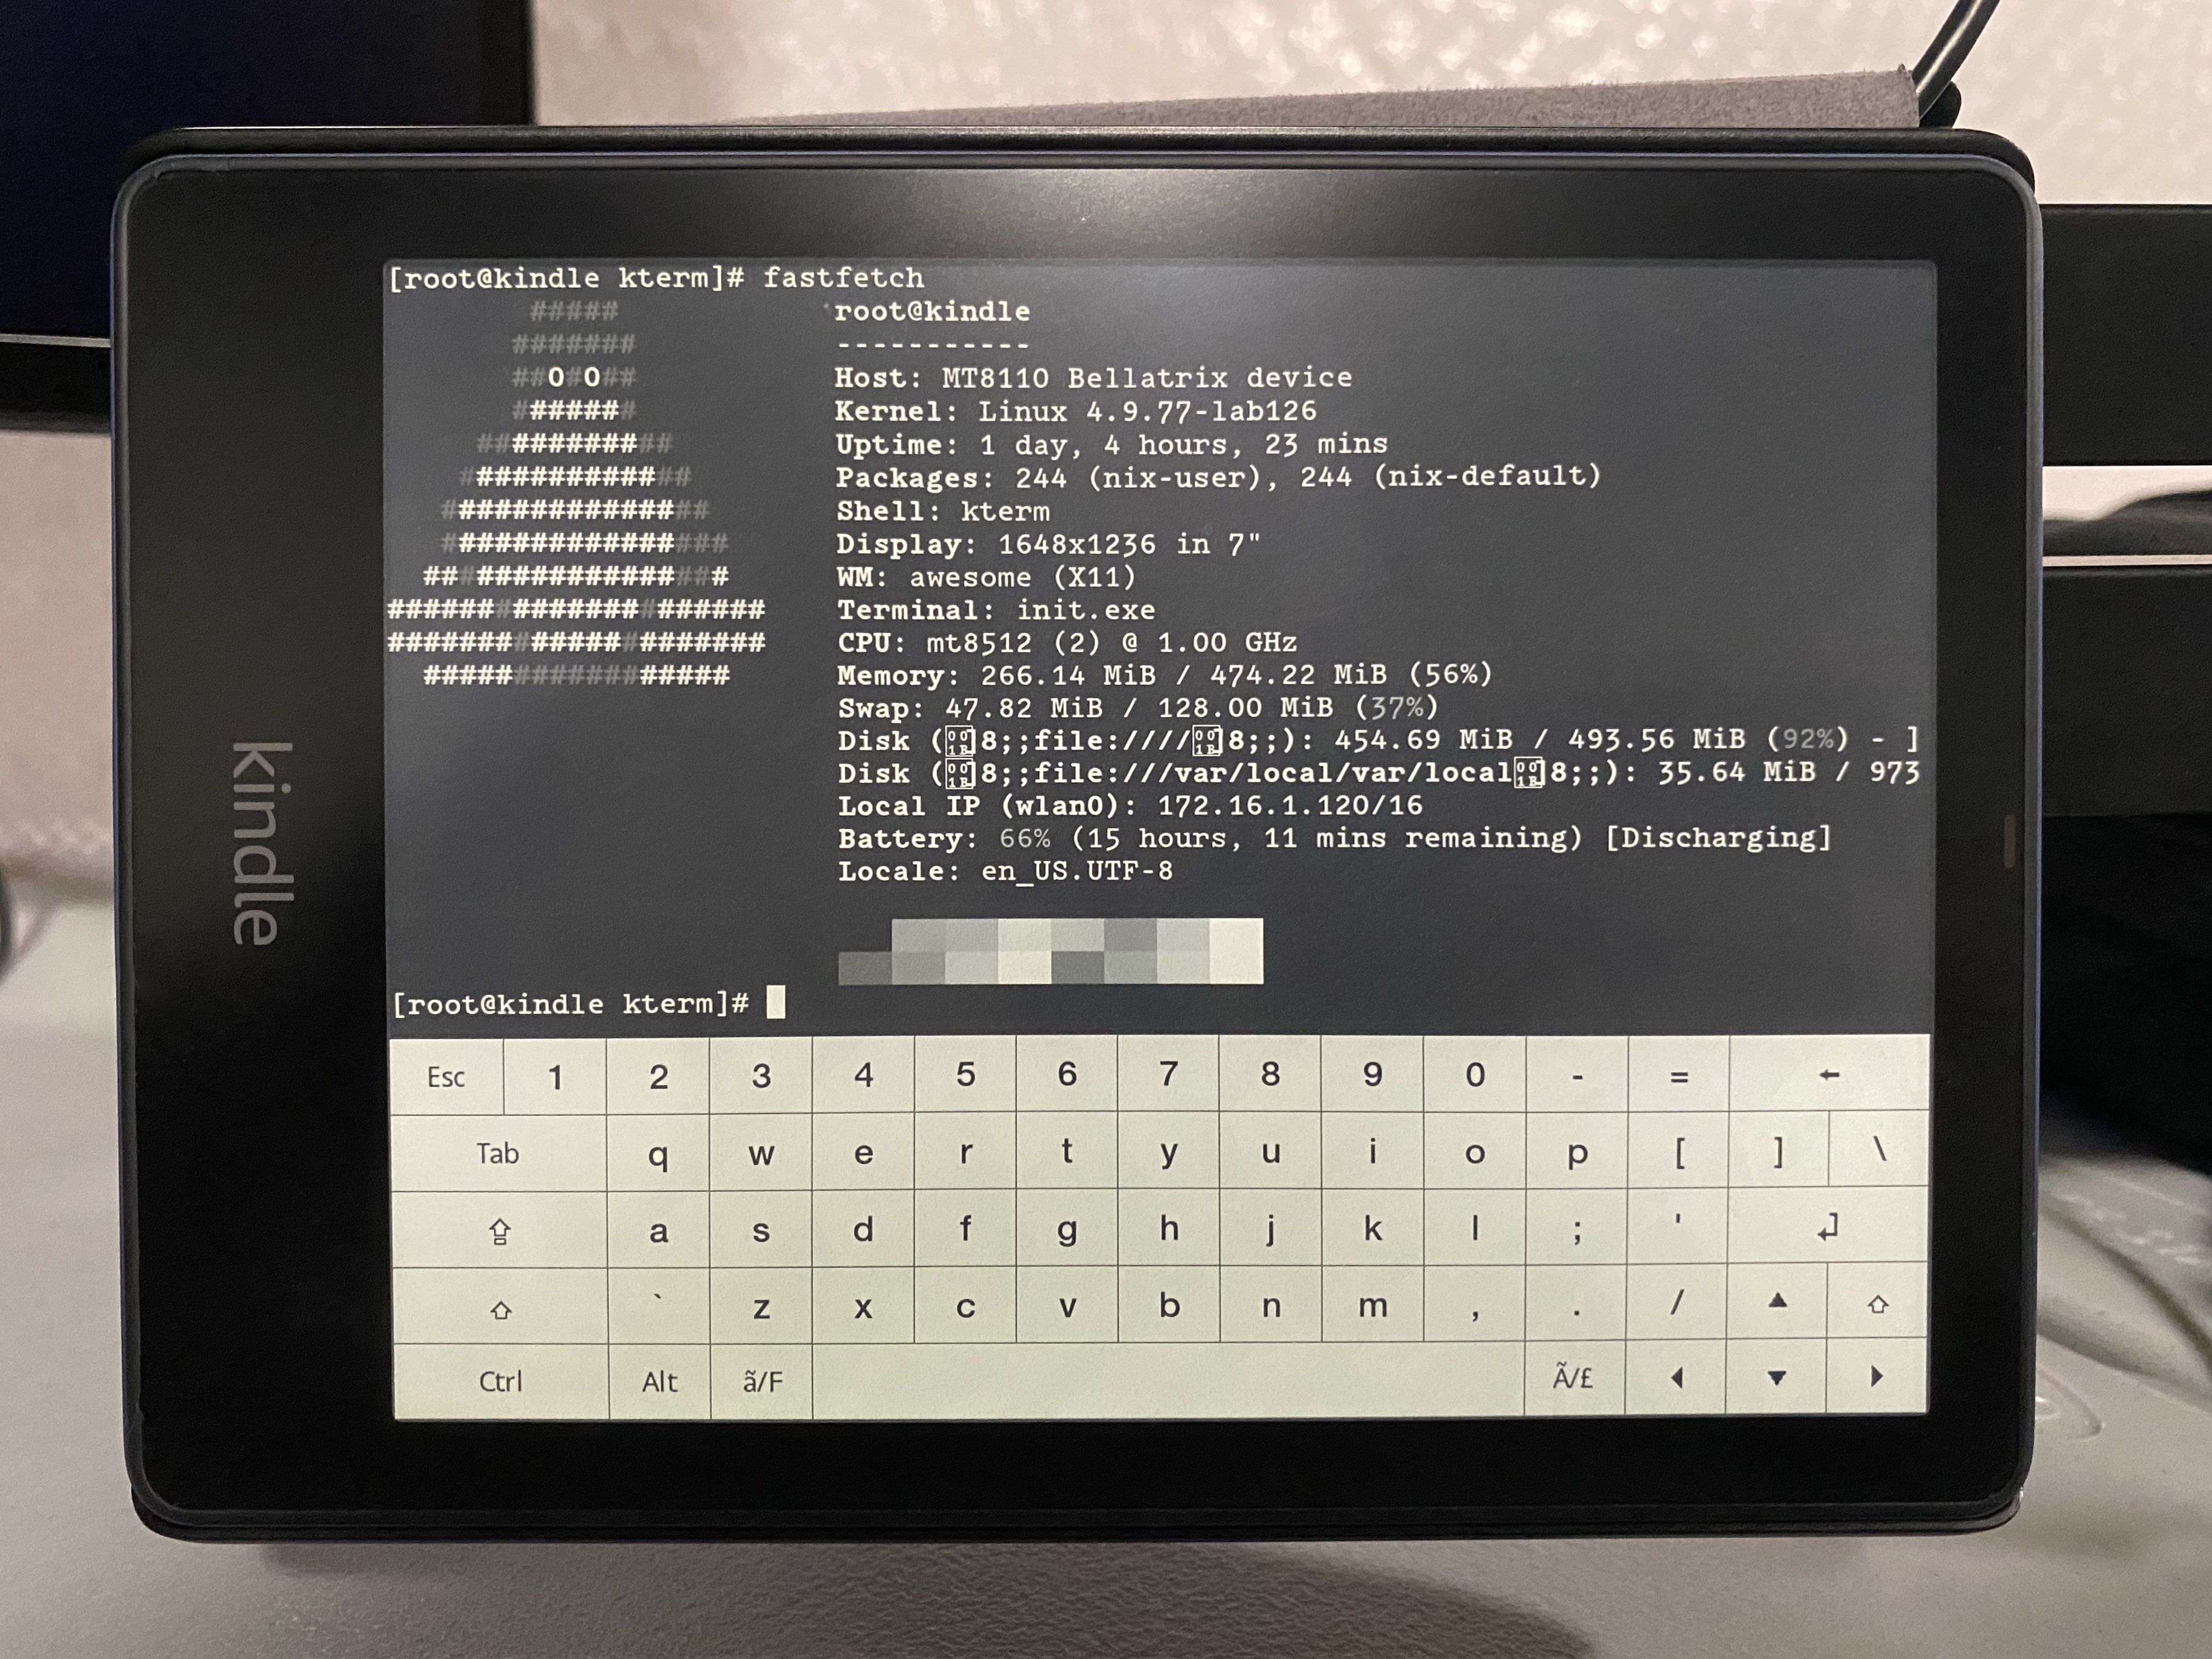 [root@kindle kterm]# fastfetch
#####
#######
##O#O##
#######
###########
#############
################
################
#################
#####################
#####################
#################
root@kindle
-----------
Host: MT8110 Bellatrix device
Kernel: Linux 4.9.77-lab126
Uptime: 1 day, 4 hours, 23 mins
Packages: 244 (nix-user), 244 (nix-default)
Shell: kterm
Display: 1648x1236 in 7"
WM: awesome (X11)
Terminal: init.exe
CPU: mt8512 (2) @ 1.00 GHz
Memory: 266.14 MiB / 474.22 MiB (56%)
Swap: 47.82 MiB / 128.00 MiB (37%)
Disk (]8;;file:////]8;;): 454.69 MiB / 493.56 MiB (92%) - ]
Disk (]8;;file:///var/local/var/local]8;;): 35.64 MiB / 973
Local IP (wlan0): 172.16.1.120/16
Battery: 66% (15 hours, 11 mins remaining) [Discharging]
Locale: en_US.UTF-8
[root@kindle kterm]#
Esc 1 2 3 4 5 6 7 8 9 0 - = ←
Tab q w e r t y u i o p [ ] \
a s d f g h j k l ; '
` z x c v b n m , . / ▲
Ctrl Alt ã/F Ã/£ ◀ ▼ ▶
kindle